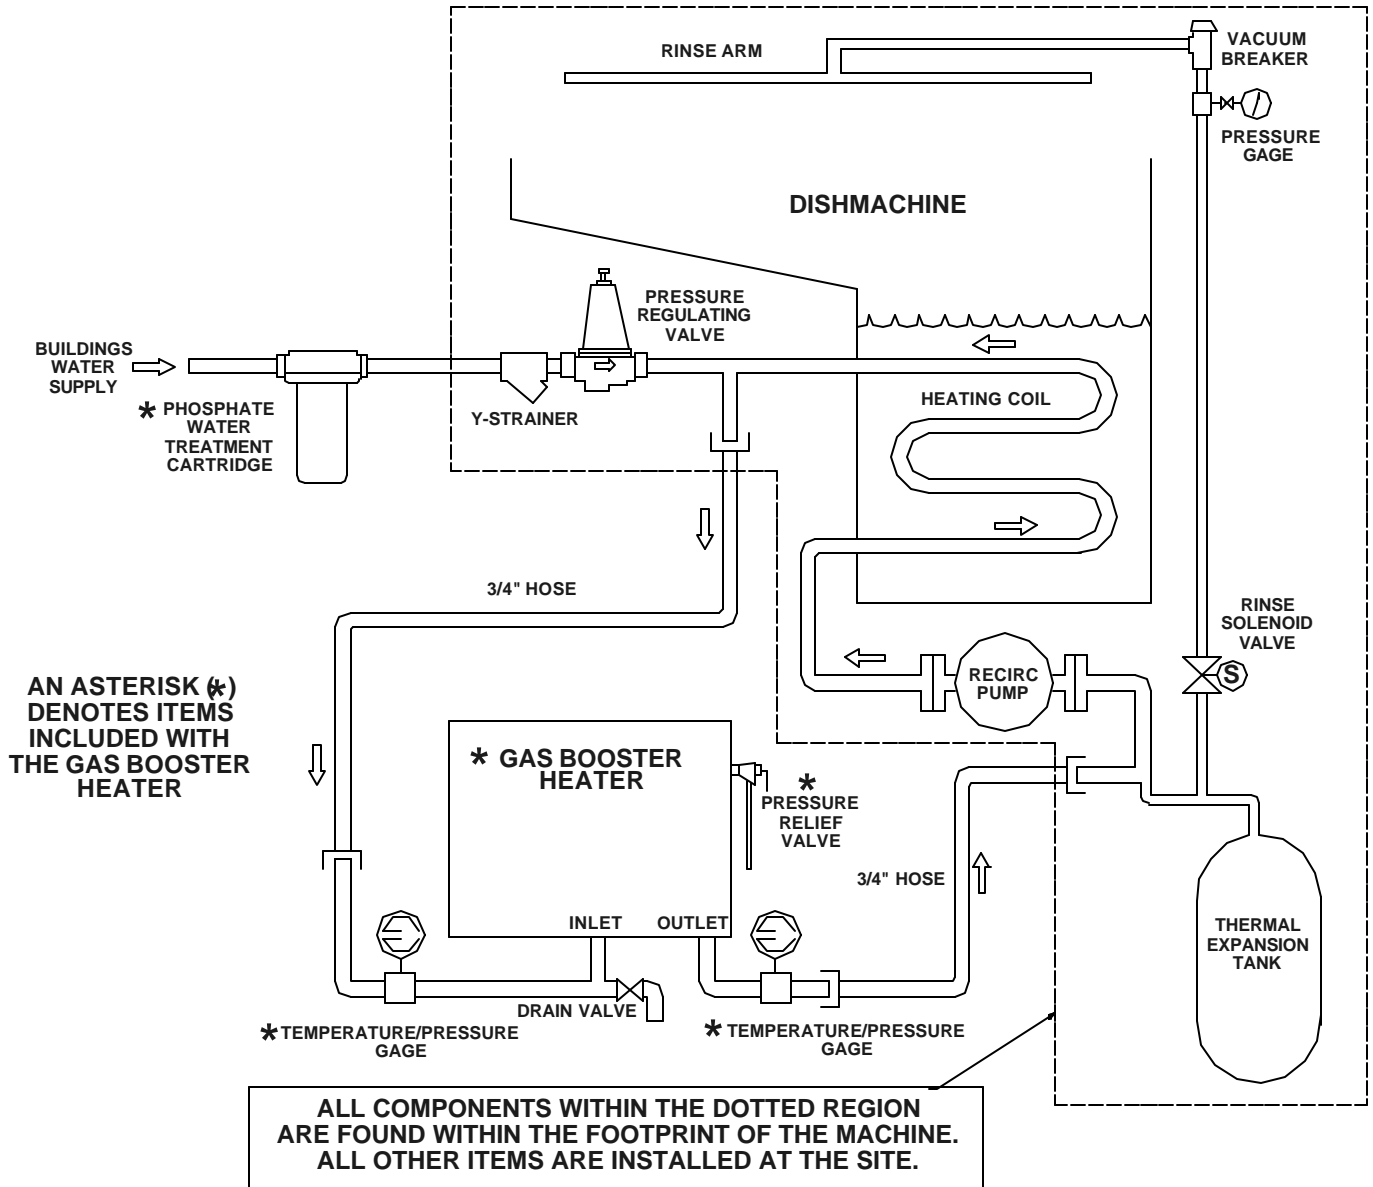 RINSE ARM
VACUUM
BREAKER
PRESSURE
GAGE
DISHMACHINE
PRESSURE
REGULATING
VALVE
BUILDINGS
WATER
SUPPLY
* PHOSPHATE
WATER
TREATMENT
CARTRIDGE
Y-STRAINER
HEATING COIL
3/4" HOSE
RINSE
SOLENOID
VALVE
S
RECIRC
PUMP
AN ASTERISK (*)
DENOTES ITEMS
INCLUDED WITH
THE GAS BOOSTER
HEATER
* GAS BOOSTER
HEATER
*
PRESSURE
RELIEF
VALVE
3/4" HOSE
INLET
OUTLET
THERMAL
EXPANSION
TANK
DRAIN VALVE
* TEMPERATURE/PRESSURE
GAGE
* TEMPERATURE/PRESSURE
GAGE
ALL COMPONENTS WITHIN THE DOTTED REGION
ARE FOUND WITHIN THE FOOTPRINT OF THE MACHINE.
ALL OTHER ITEMS ARE INSTALLED AT THE SITE.